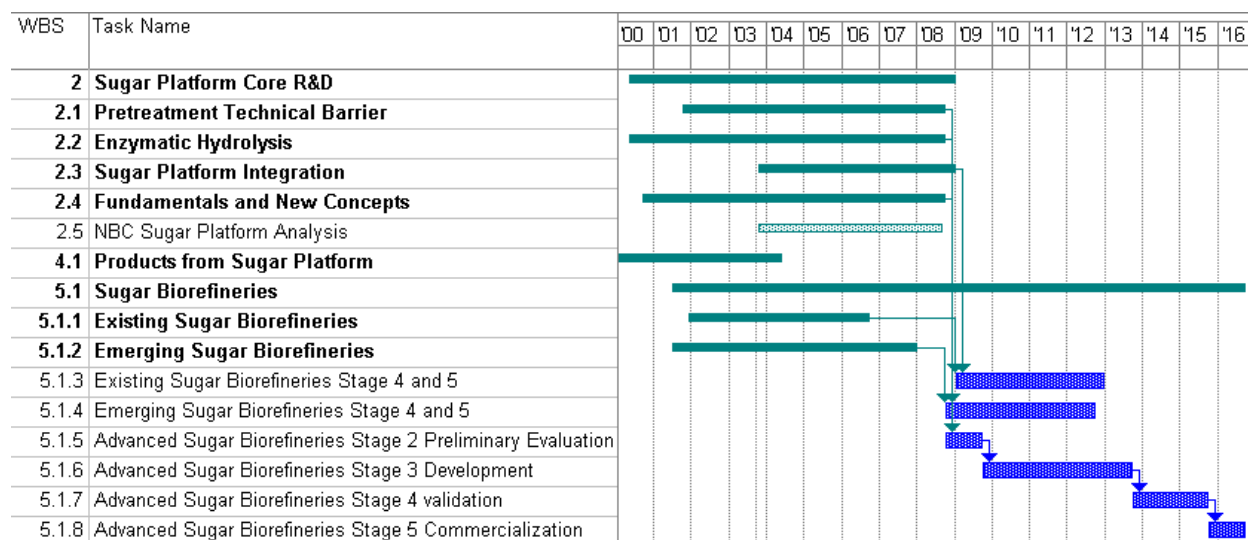 WBS Task Name
'00 '01 '02 '03 '04 '05 '06 '07 '08 '09 '10 '11 '12 '13 '14 '15 '16
2 Sugar Platform Core R&D
2.1 Pretreatment Technical Barrier
2.2 Enzymatic Hydrolysis
2.3 Sugar Platform Integration
2.4 Fundamentals and New Concepts
2.5 NBC Sugar Platform Analysis
4.1 Products from Sugar Platform
5.1 Sugar Biorefineries
5.1.1 Existing Sugar Biorefineries
5.1.2 Emerging Sugar Biorefineries
5.1.3 Existing Sugar Biorefineries Stage 4 and 5
5.1.4 Emerging Sugar Biorefineries Stage 4 and 5
5.1.5 Advanced Sugar Biorefineries Stage 2 Preliminary Evaluation
5.1.6 Advanced Sugar Biorefineries Stage 3 Development
5.1.7 Advanced Sugar Biorefineries Stage 4 validation
5.1.8 Advanced Sugar Biorefineries Stage 5 Commercialization